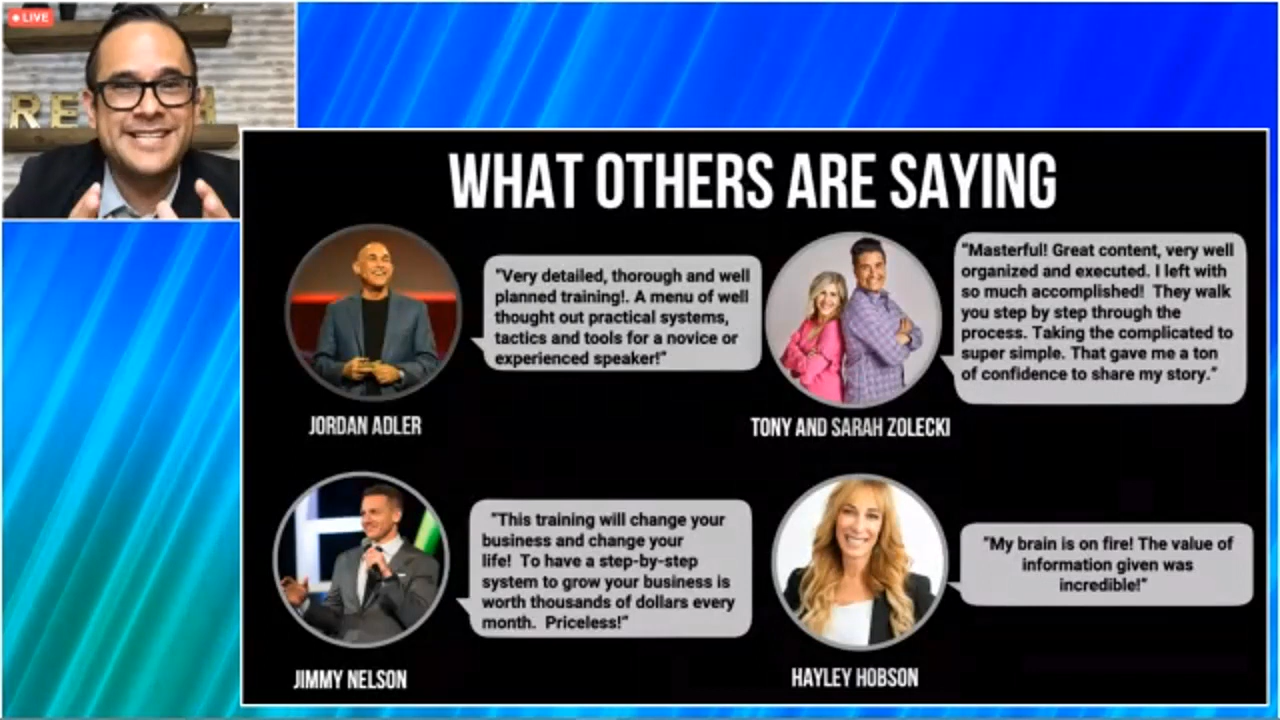 LIVE
RE H
WHAT OTHERS ARE SAYING
"Very detailed, thorough and well
planned training!. A menu of well
thought out practical systems,
tactics and tools for a novice or
experienced speaker!"
JORDAN ADLER
"Masterful! Great content, very well
organized and executed. I left with
so much accomplished! They walk
you step by step through the
process. Taking the complicated to
super simple. That gave me a ton
of confidence to share my story."
TONY AND SARAH ZOLECKI
"This training will change your
business and change your
life! To have a step-by-step
system to grow your business is
worth thousands of dollars every
month. Priceless!"
JIMMY NELSON
"My brain is on fire! The value of
information given was
incredible!"
HAYLEY HOBSON